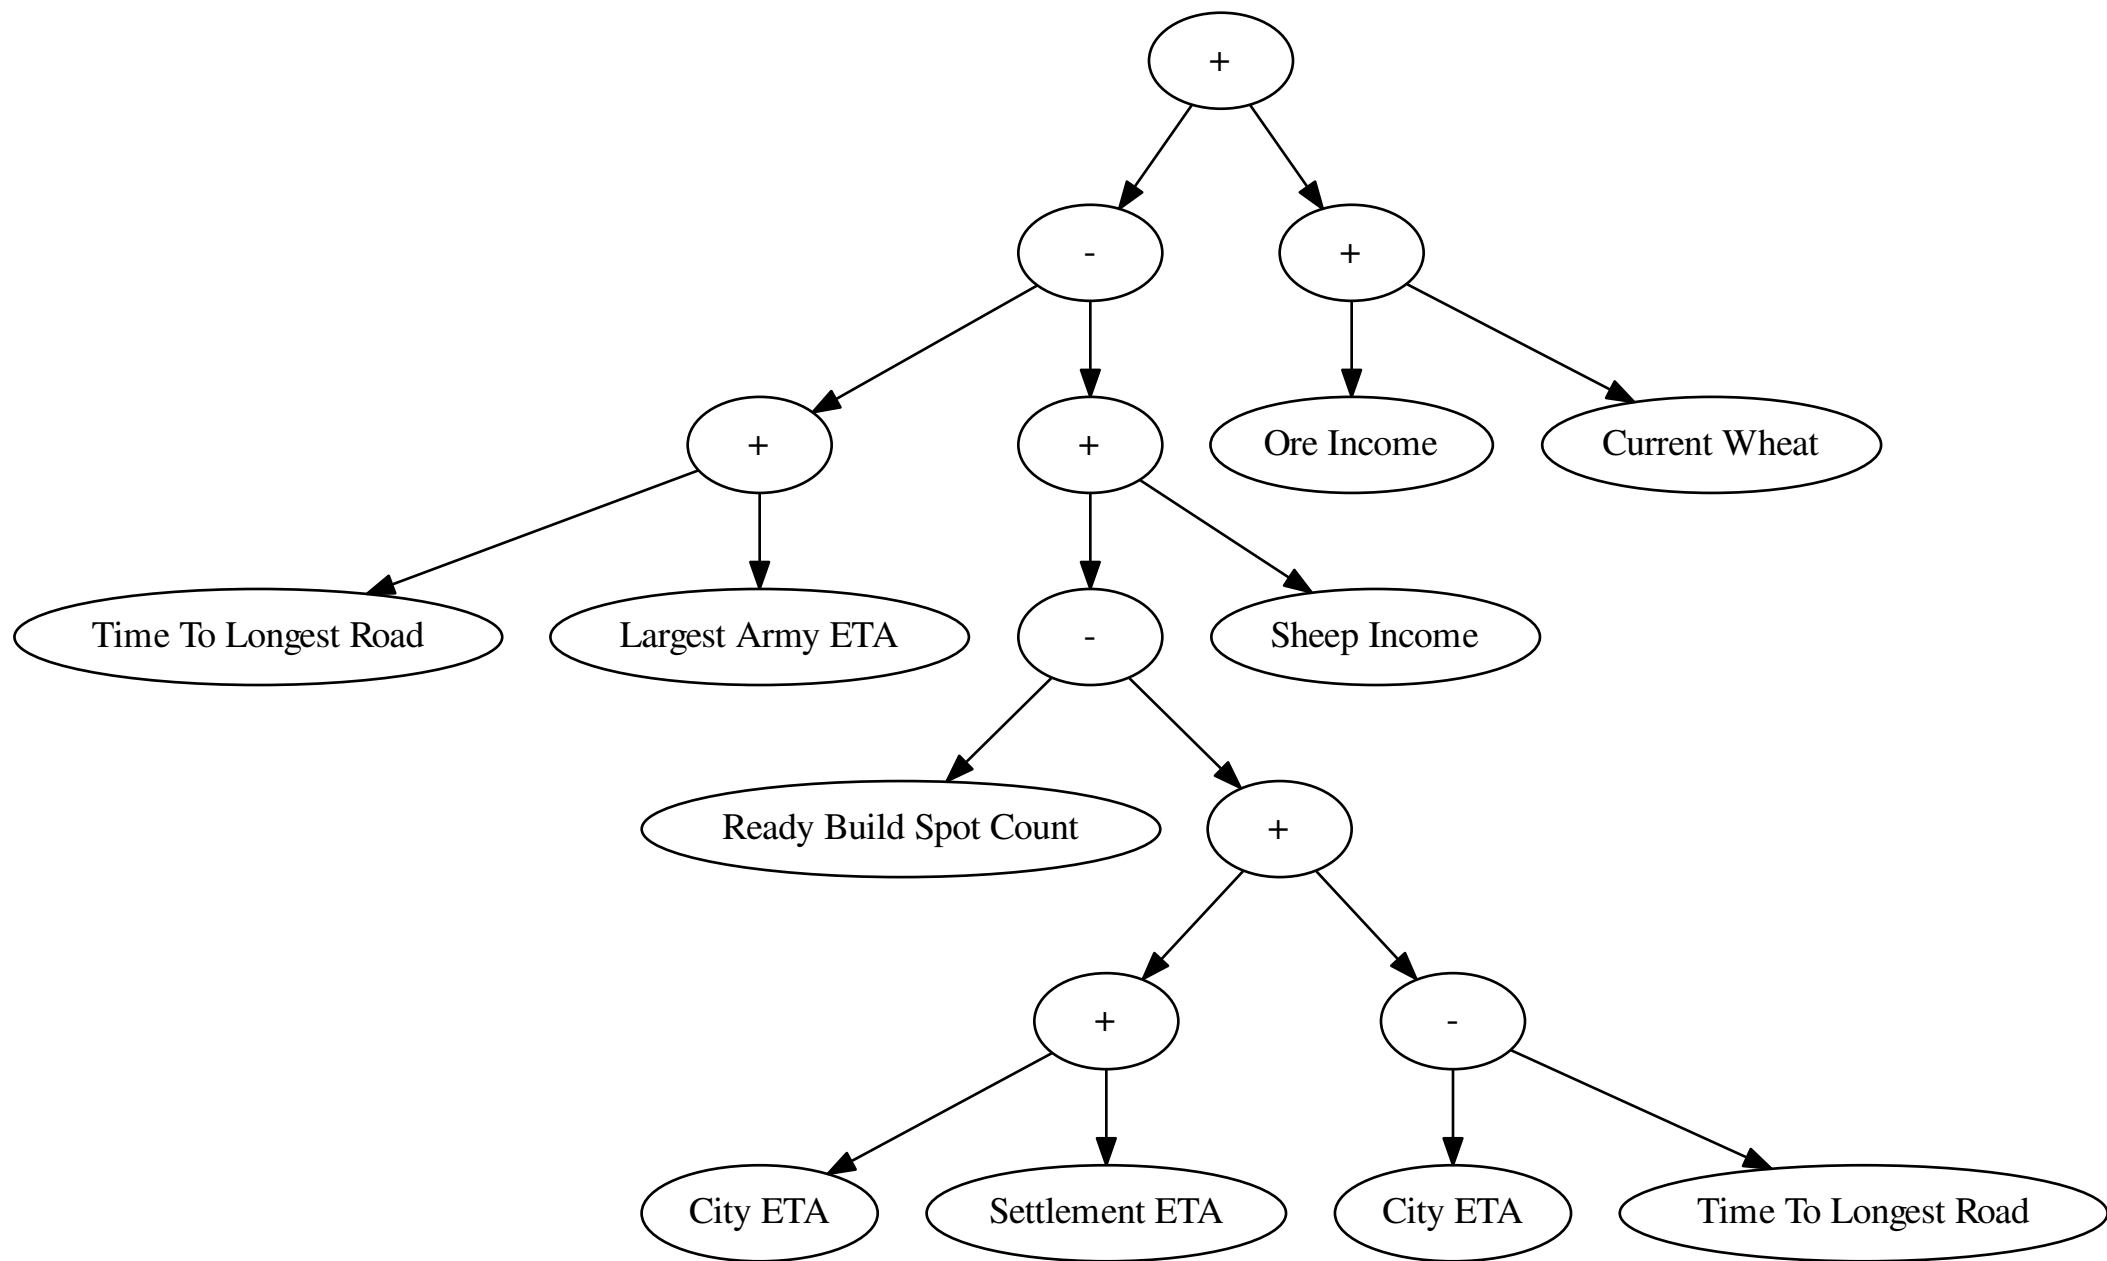 +
-
+
+
+
Ore Income
Current Wheat
Time To Longest Road
Largest Army ETA
-
Sheep Income
Ready Build Spot Count
+
+
-
City ETA
Settlement ETA
City ETA
Time To Longest Road